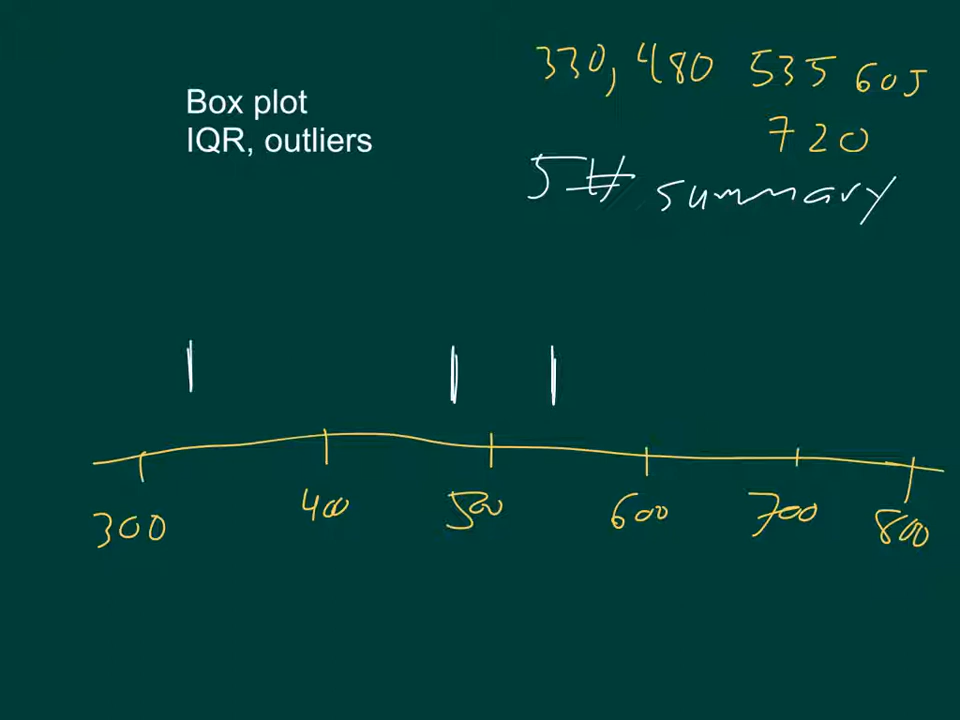 330, 480 535 605
720
Box plot
IQR, outliers
5# summary
300 400 500 600 700 800